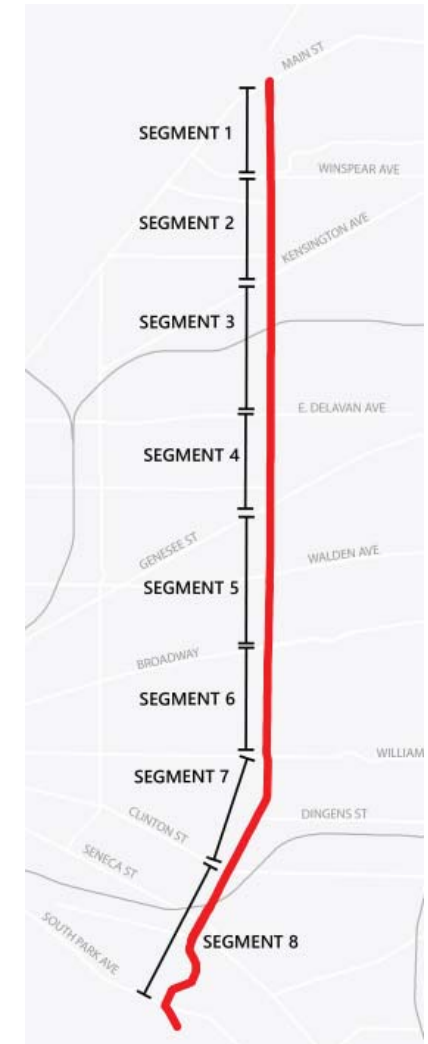 MAIN ST
SEGMENT 1
WINSPEAR AVE
SEGMENT 2
KENSINGTON AVE
SEGMENT 3
E. DELAVAN AVE
SEGMENT 4
GENESEE ST
WALDEN AVE
SEGMENT 5
BROADWAY
SEGMENT 6
WILLIAM
SEGMENT 7
CLINTON ST
DINGENS ST
SENECA ST
SOUTH PARK AVE
SEGMENT 8